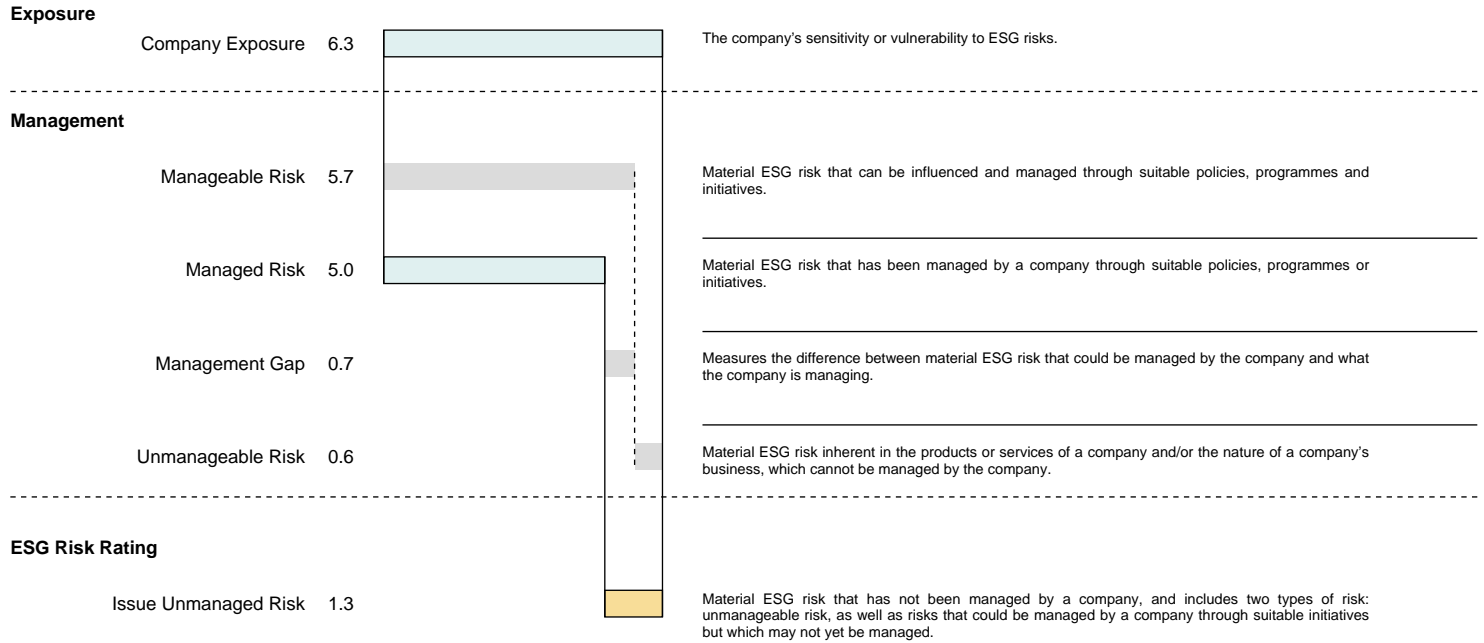 Exposure
Company Exposure 6.3
The company's sensitivity or vulnerability to ESG risks.
Management
Manageable Risk 5.7
Material ESG risk that can be influenced and managed through suitable policies, programmes and
initiatives.
Managed Risk 5.0
Material ESG risk that has been managed by a company through suitable policies, programmes or
initiatives.
Management Gap 0.7
Measures the difference between material ESG risk that could be managed by the company and what
the company is managing.
Unmanageable Risk 0.6
Material ESG risk inherent in the products or services of a company and/or the nature of a company's
business, which cannot be managed by the company.
ESG Risk Rating
Issue Unmanaged Risk 1.3
Material ESG risk that has not been managed by a company, and includes two types of risk:
unmanageable risk, as well as risks that could be managed by a company through suitable initiatives
but which may not yet be managed.